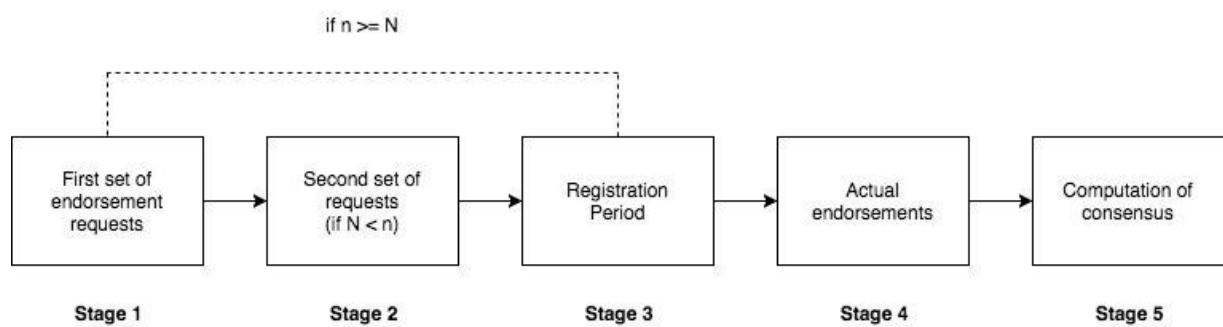 if n >= N
First set of
endorsement
requests
Second set of
requests
(if N < n)
Registration
Period
Actual
endorsements
Computation of
consensus
Stage 1
Stage 2
Stage 3
Stage 4
Stage 5